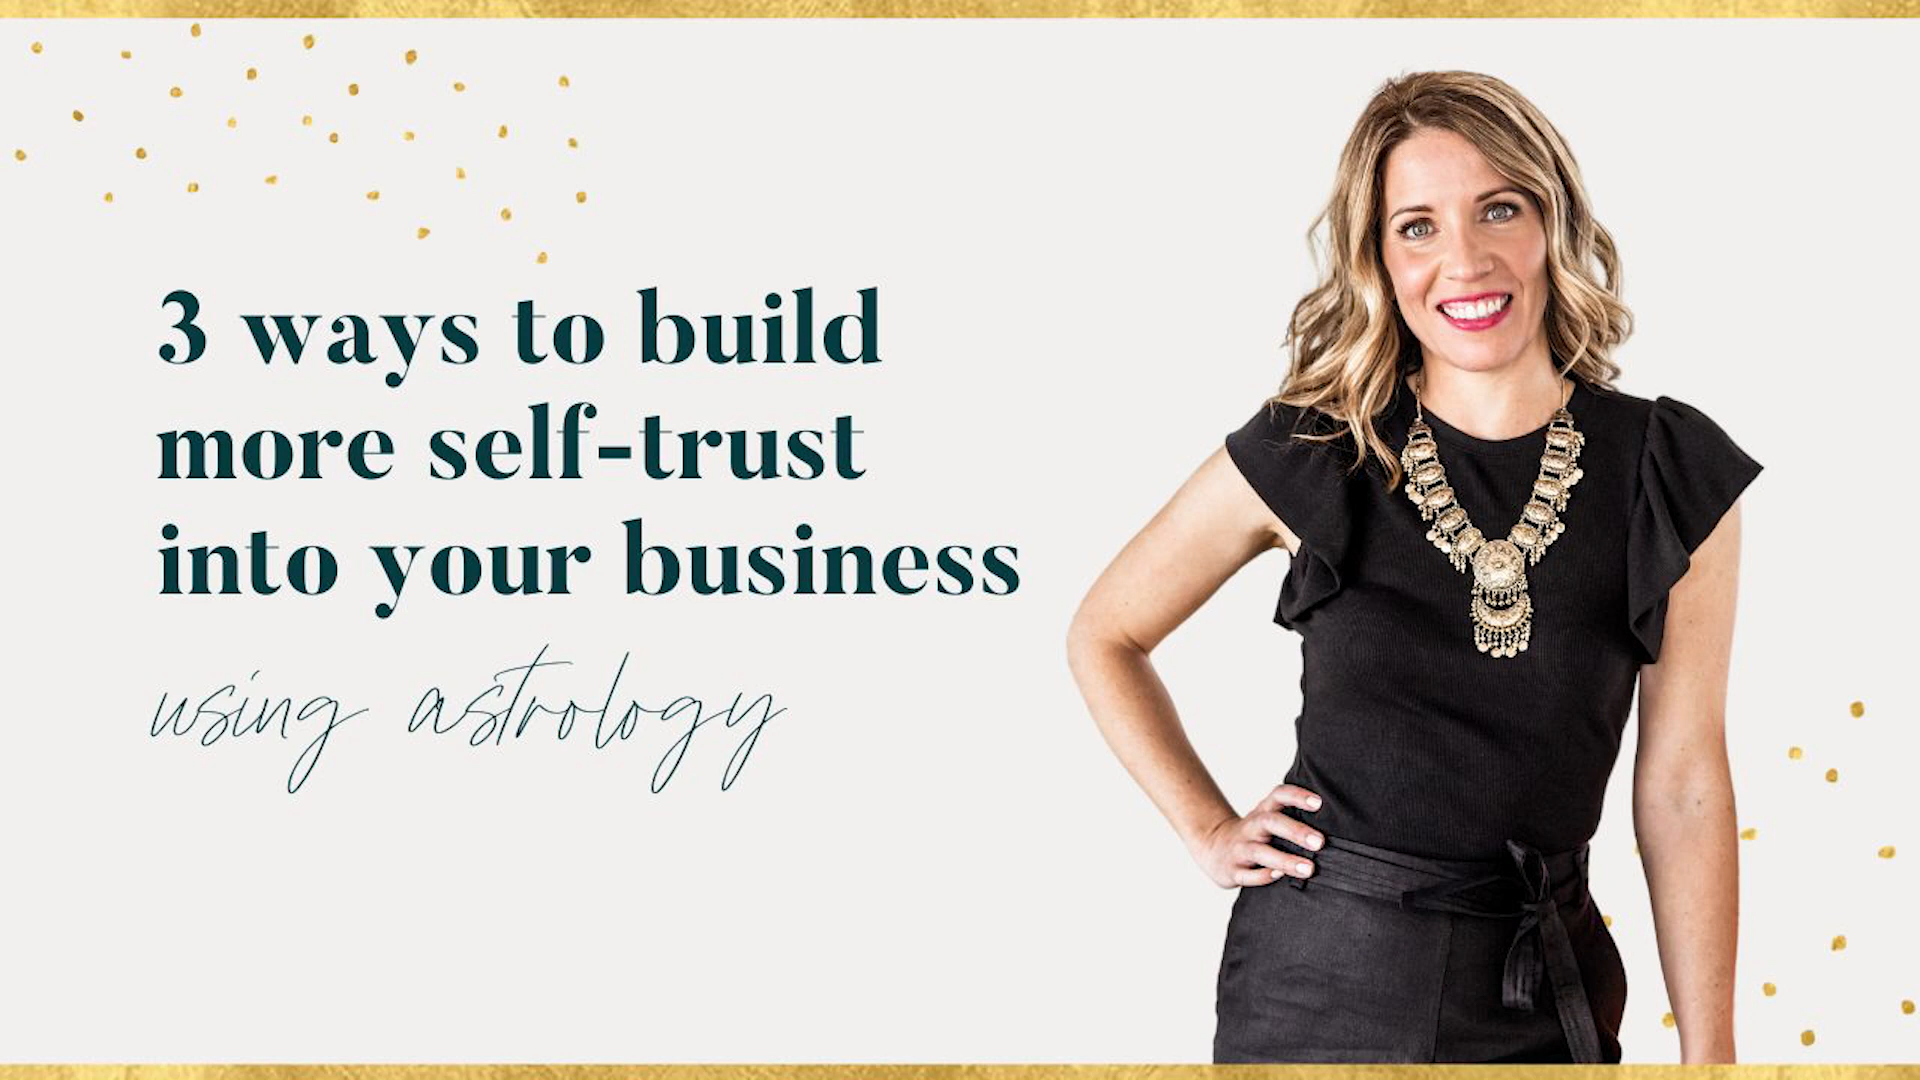 3 ways to build
more self-trust
into your business
using astrology